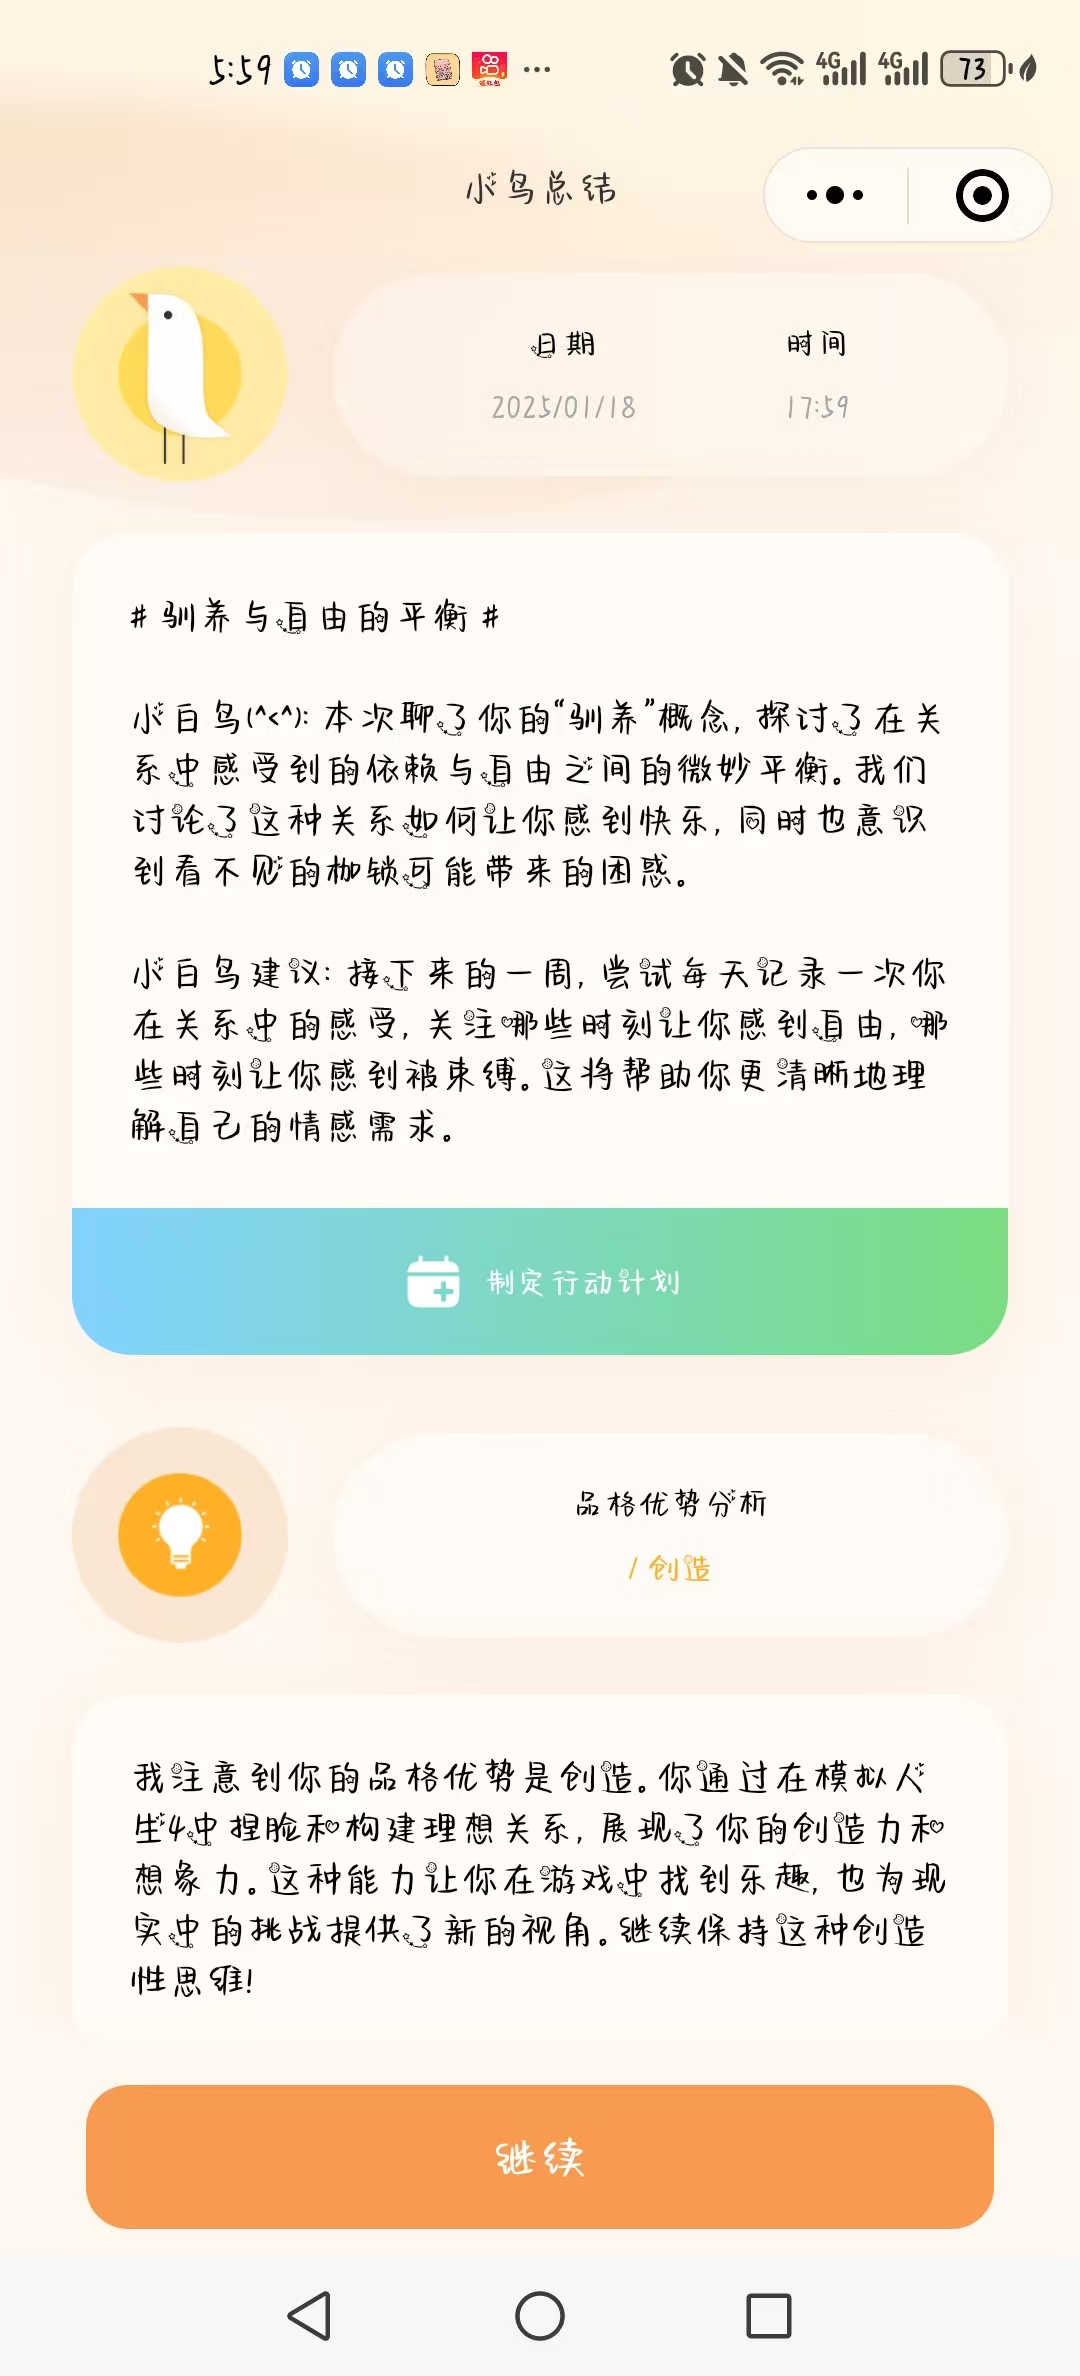 5:59
4G 4G 73
小鸟总结
日期 时间
2025/01/18 17:59
# 驯养与自由的平衡 #
小白鸟(^<^): 本次聊了你的“驯养”概念, 探讨了在关
系中感受到的依赖与自由之间的微妙平衡。我们
讨论了这种关系如何让你感到快乐, 同时也意识
到看不见的枷锁可能带来的困惑。
小白鸟建议: 接下来的一周, 尝试每天记录一次你
在关系中的感受, 关注哪些时刻让你感到自由, 哪
些时刻让你感到被束缚。这将帮助你更清晰地理
解自己的情感需求。
制定行动计划
品格优势分析
/ 创造
我注意到你的品格优势是创造。你通过在模拟人
生4中捏脸和构建理想关系, 展现了你的创造力和
想象力。这种能力让你在游戏中找到乐趣, 也为现
实中的挑战提供了新的视角。继续保持这种创造
性思维!
继续